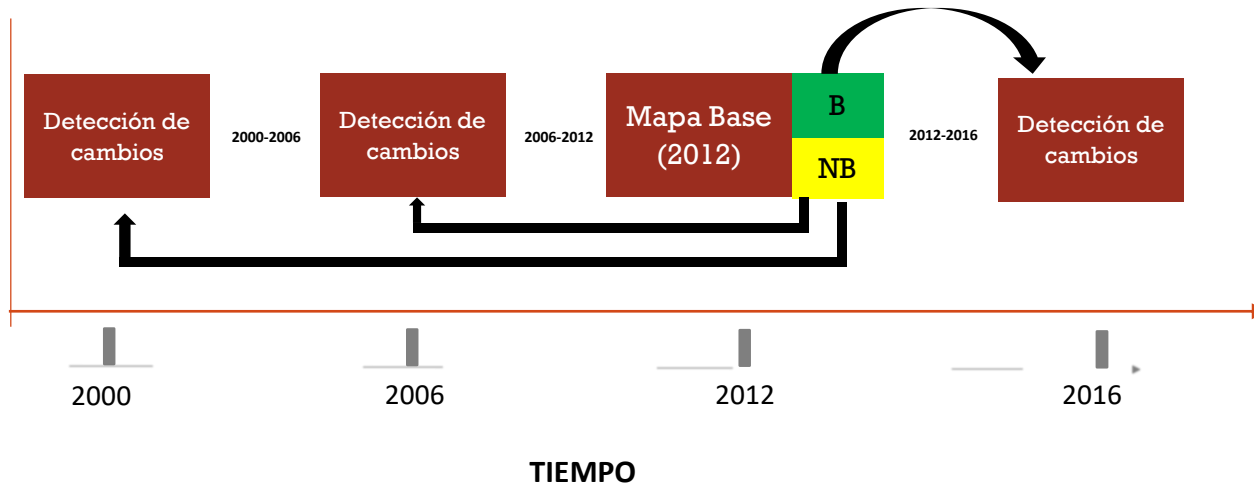 Detección de
cambios
2000-2006
Detección de
cambios
2006-2012
Mapa Base
(2012)
B
NB
2012-2016
Detección de
cambios
2000
2006
2012
2016
TIEMPO